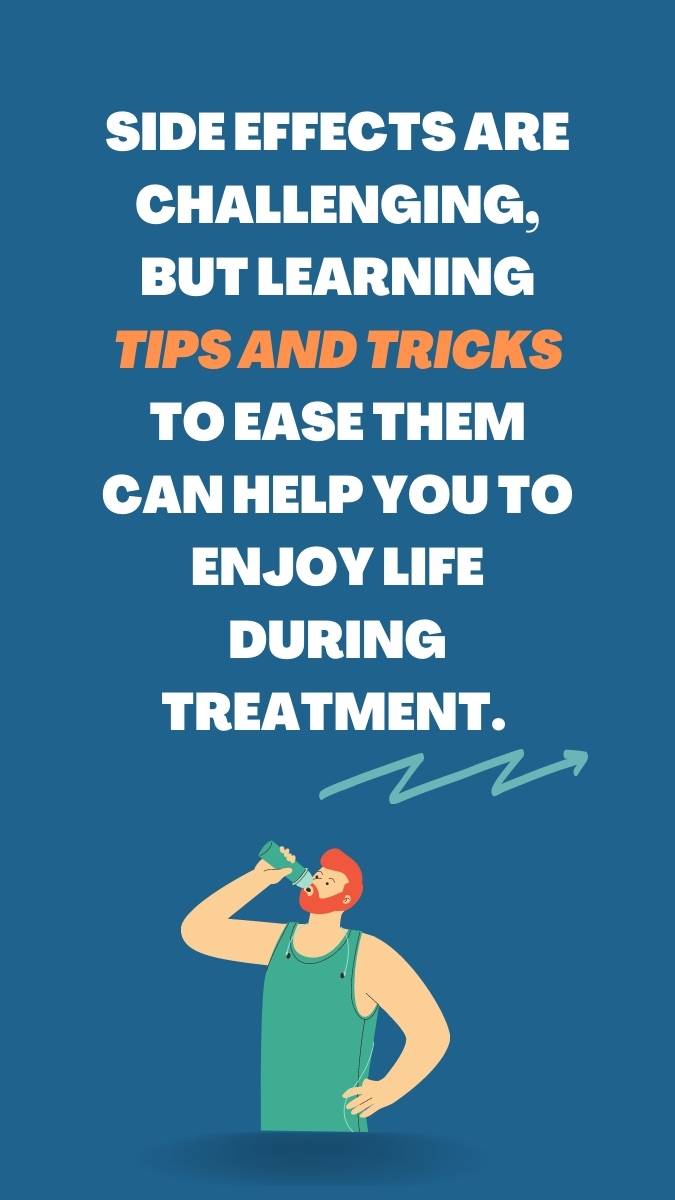 SIDE EFFECTS ARE
CHALLENGING,
BUT LEARNING
TIPS AND TRICKS
TO EASE THEM
CAN HELP YOU TO
ENJOY LIFE
DURING
TREATMENT.